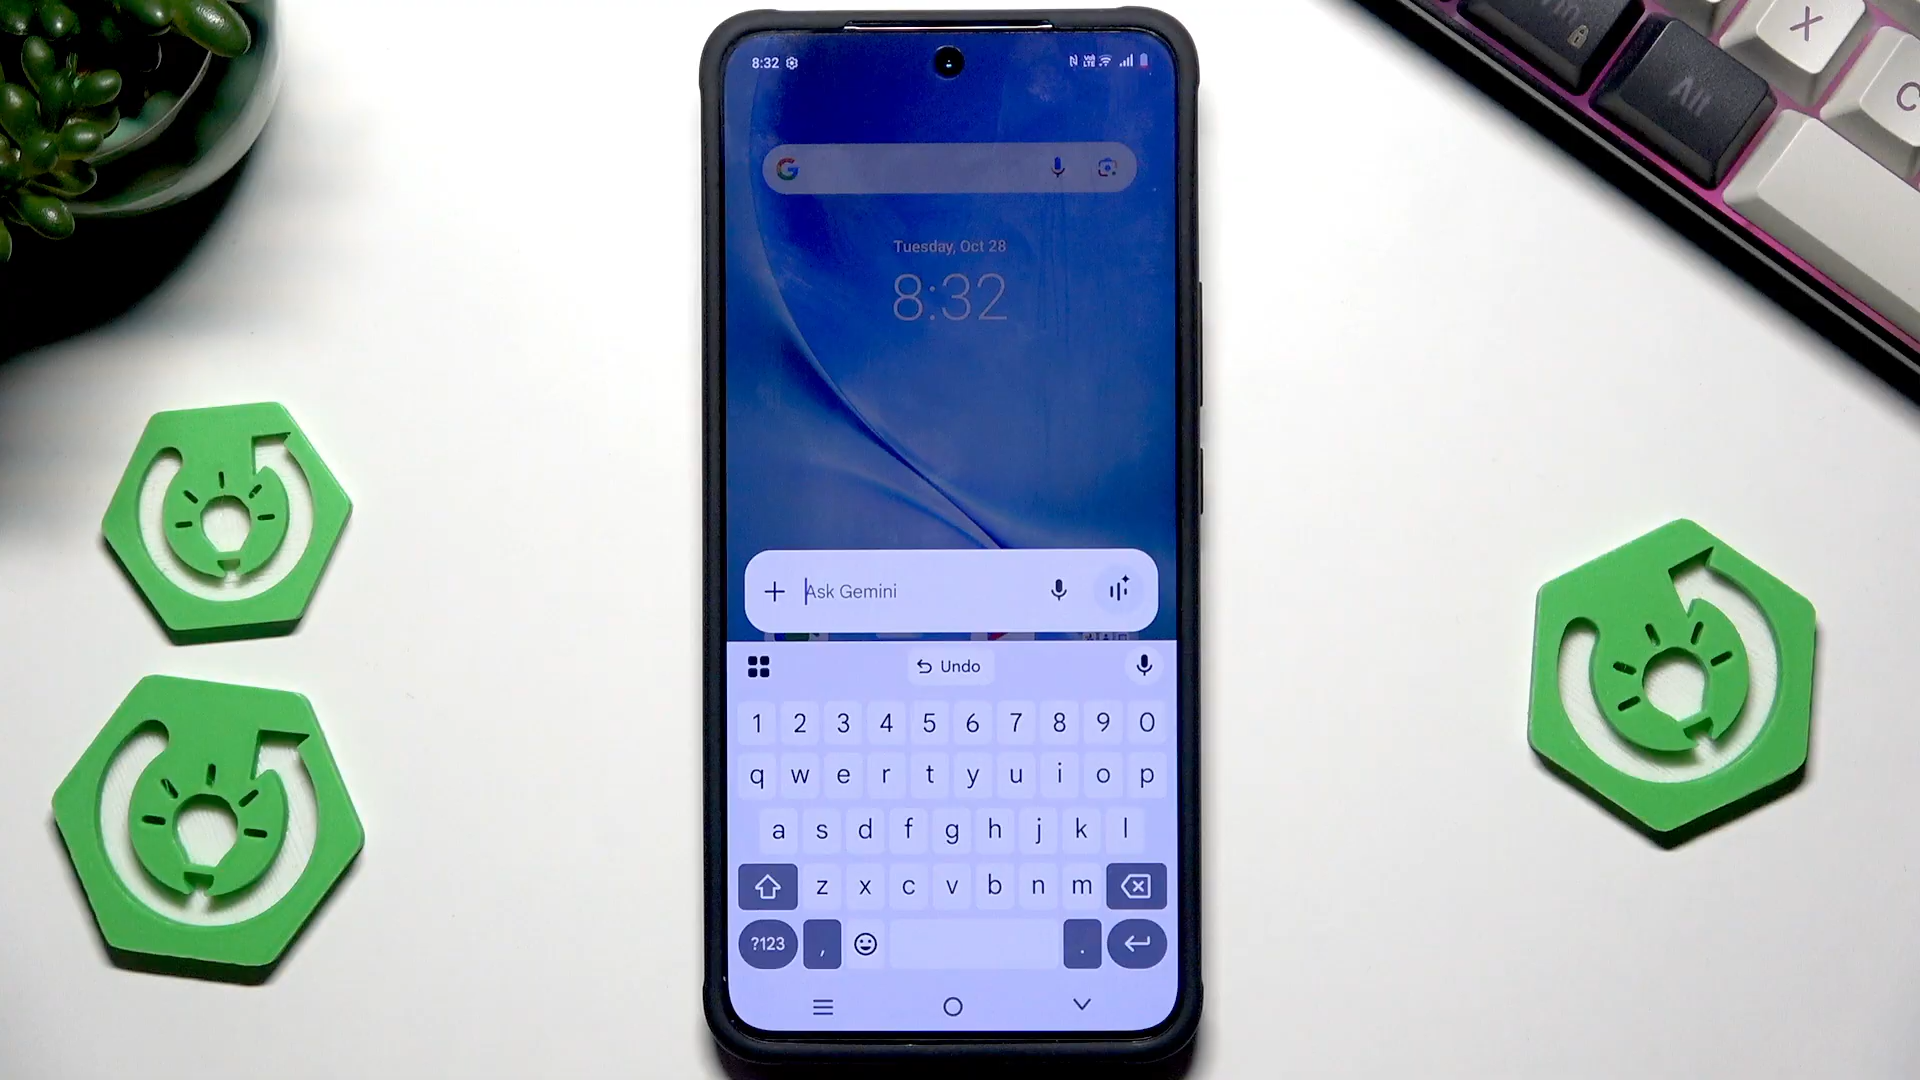 8:32
VoLTE
G
Tuesday, Oct 28
8:32
Ask Gemini
Undo
1 2 3 4 5 6 7 8 9 0
q w e r t y u i o p
a s d f g h j k l
z x c v b n m
?123 , .
Alt
X
C